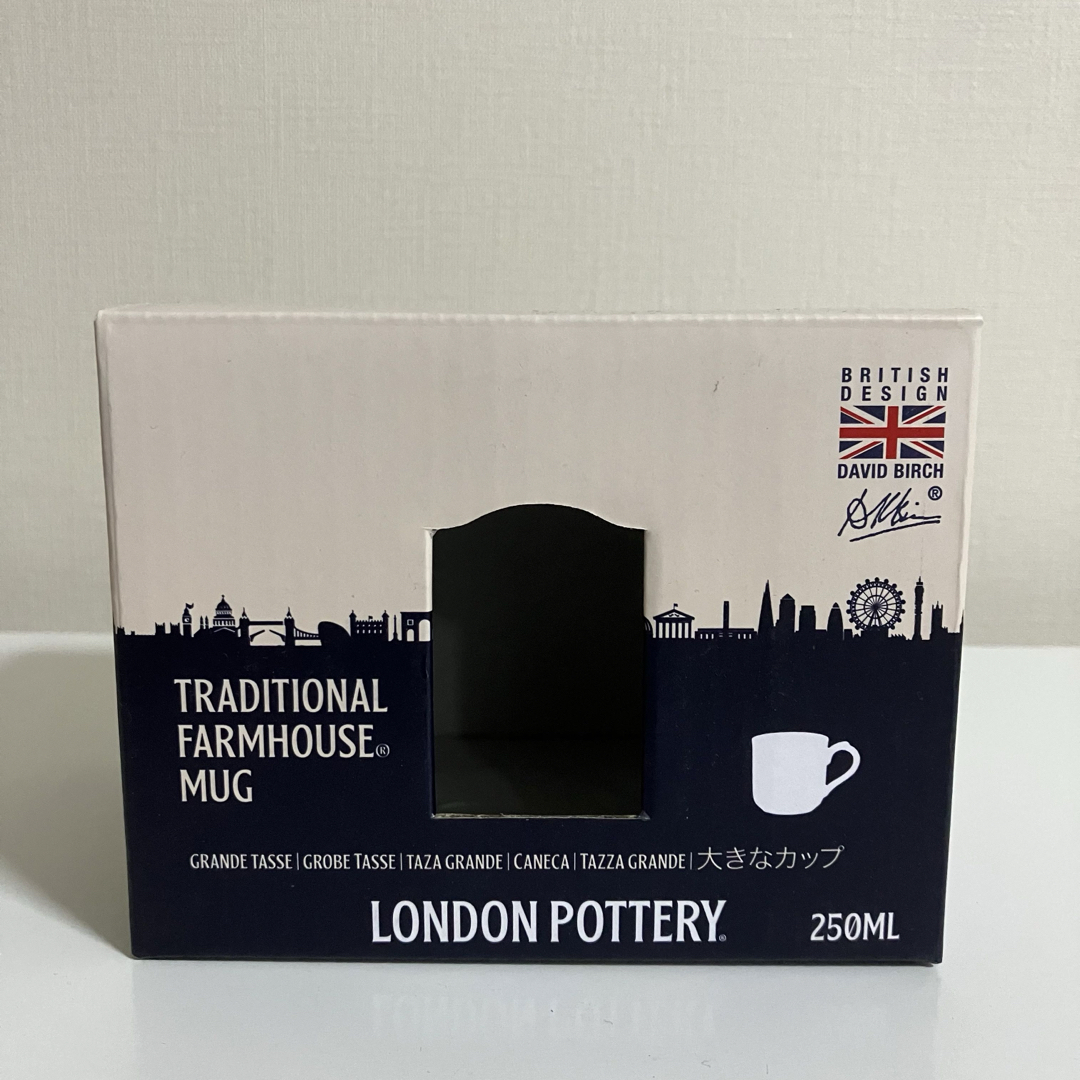 BRITISH
DESIGN
DAVID BIRCH
®
TRADITIONAL
FARMHOUSE®
MUG
GRANDE TASSE | GROBE TASSE | TAZA GRANDE | CANECA | TAZZA GRANDE | 大きなカップ
LONDON POTTERY®
250ML